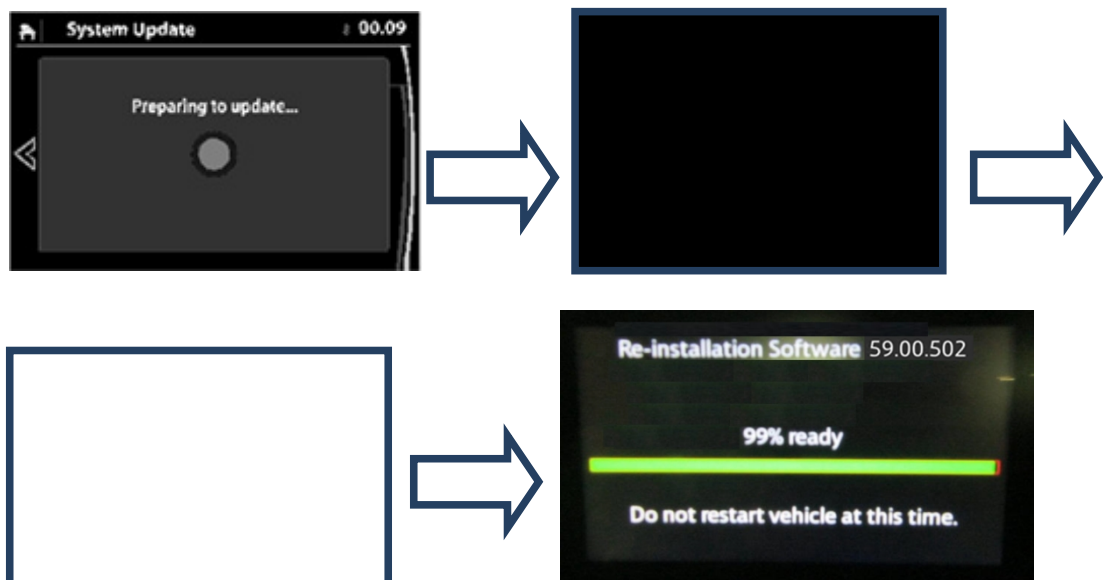 System Update
00.09
Preparing to update...
Re-installation Software 59.00.502
99% ready
Do not restart vehicle at this time.